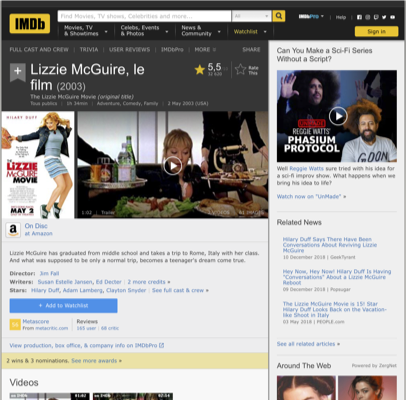 IMDb
Find Movies, TV shows, Celebrities and more...
All
IMDbPro
Help
Movies, TV & Showtimes
Celebs, Events & Photos
News & Community
Watchlist
Sign in
FULL CAST AND CREW | TRIVIA | USER REVIEWS | IMDbPro | MORE
SHARE
Lizzie McGuire, le film (2003)
The Lizzie McGuire Movie (original title)
Tous publics | 1h 34min | Adventore, Comedy, Family | 2 May 2003 (USA)
5,5
Rate This
HILARY DUFF
The LIZZIE McGUIRE MOVIE
MAY 2
1:02 | Trailer
On Disc
at Amazon
Lizzie McGuire has graduated from middle school and takes a trip to Rome, Italy with her class. And what was supposed to be only a normal trip, becomes a teenager's dream come true.
Director: Jim Fall
Writers: Susan Estelle Jansen, Ed Decter | 2 more credits »
Stars: Hilary Duff, Adam Lamberg, Clayton Snyder | See full cast & crew »
+ Add to Watchlist
Metascore
From metacritic.com
Reviews
165 user | 68 critic
View production, box office, & company info on IMDbPro
2 wins & 3 nominations. See more awards »
Videos
Can You Make a Sci-Fi Series Without a Script?
REGGIE WATTS'
PHASIUM PROTOCOL
Well Reggie Watts sure tried with his idea for a sci-fi improv show. What happens when we bring his idea to life?
Watch now on "UnMade" »
Related News
Hilary Duff Says There Have Been Conversations About Reviving Lizzie McGuire
10 December 2018 | GeekTyrant
Hey Now, Hey Now! Hilary Duff Is Having "Conversations" About a Lizzie McGuire Reboot
09 December 2018 | Popsugar
The Lizzie McGuire Movie is 15! Star Hilary Duff Looks Back on the Vacation-like Shoot in Italy
03 May 2018 | PEOPLE.com
See all related articles »
Around The Web
Powered by ZergNet